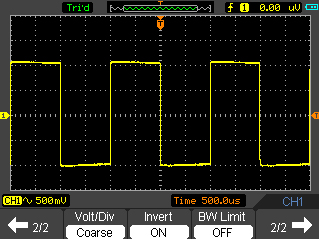 Tri'd T 1 0.00 uV
T
1 T
CH1 500mV Time 500.0us CH1
Volt/Div Invert BW Limit
2/2 Coarse ON OFF 2/2